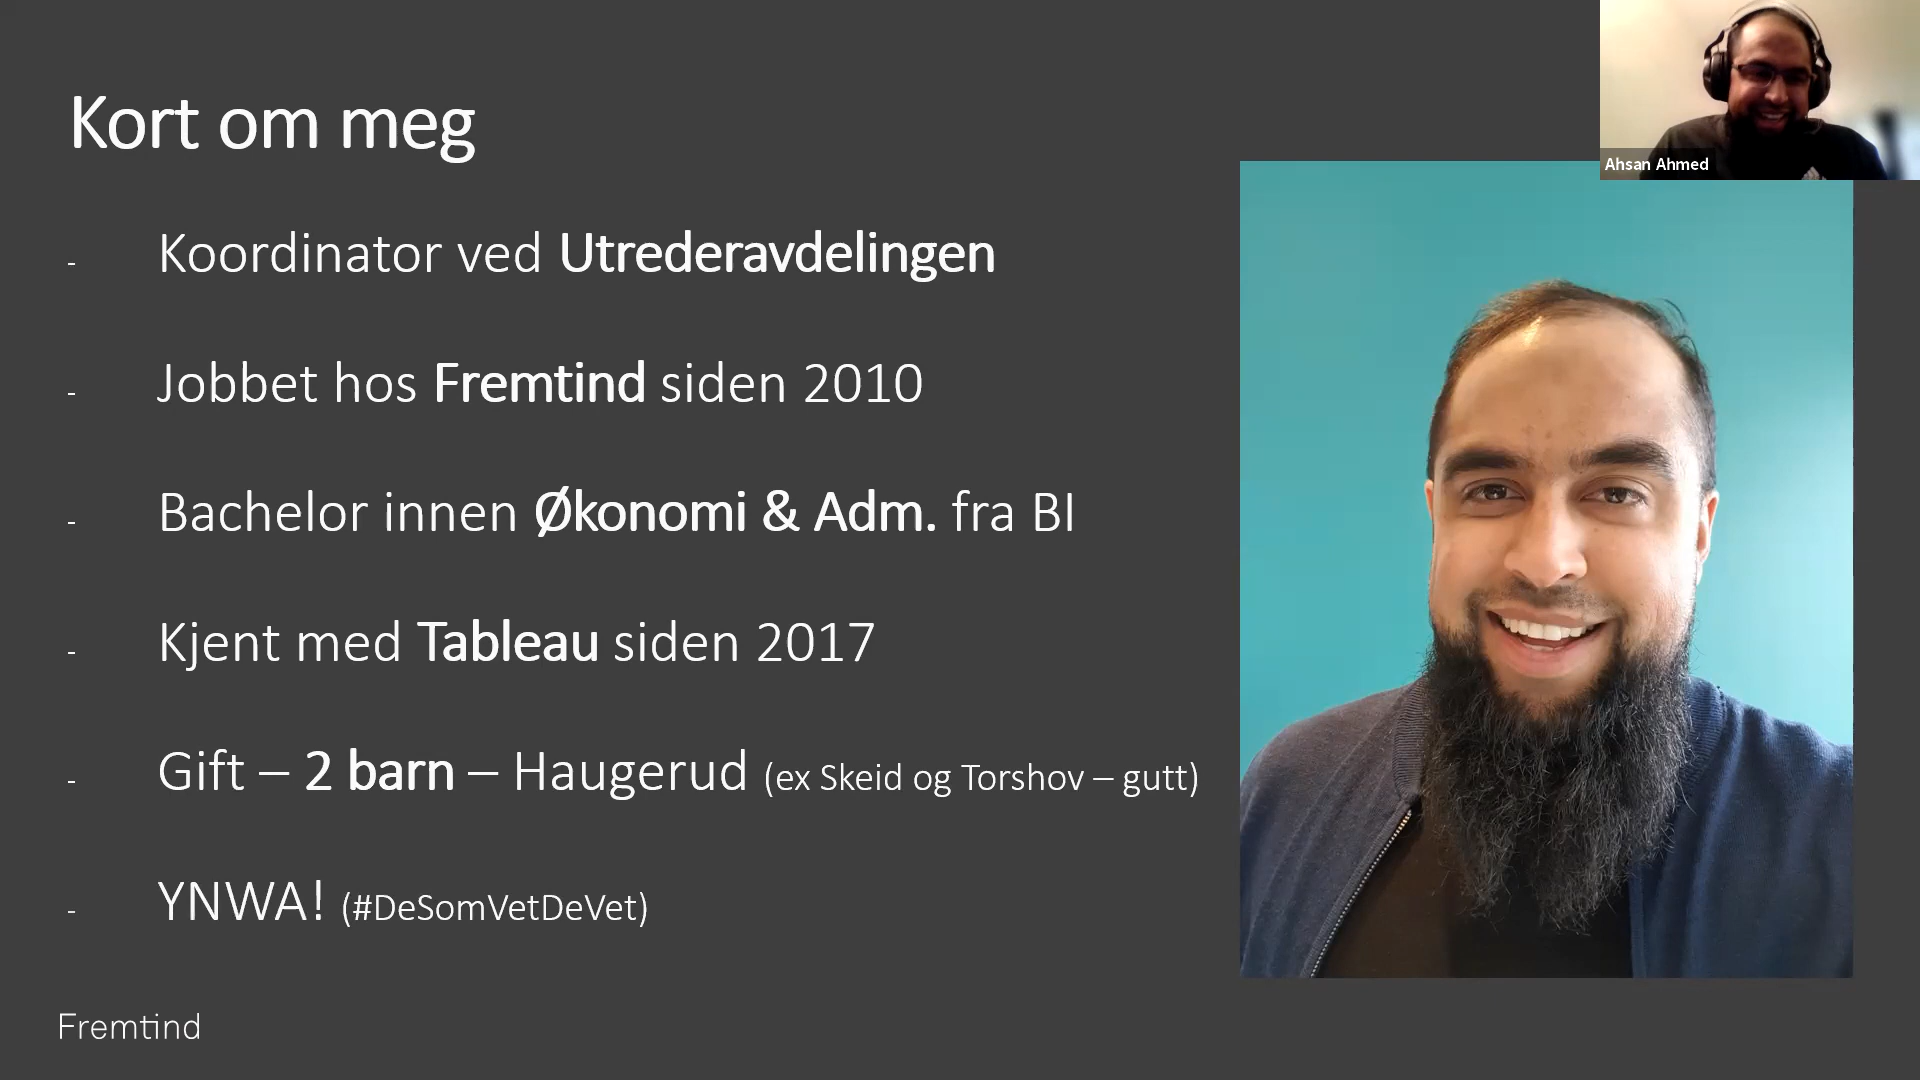 Kort om meg
- Koordinator ved Utrederavdelingen
- Jobbet hos Fremtind siden 2010
- Bachelor innen Økonomi & Adm. fra BI
- Kjent med Tableau siden 2017
- Gift – 2 barn – Haugerud (ex Skeid og Torshov – gutt)
- YNWA! (#DeSomVetDeVet)
Fremtind
Ahsan Ahmed